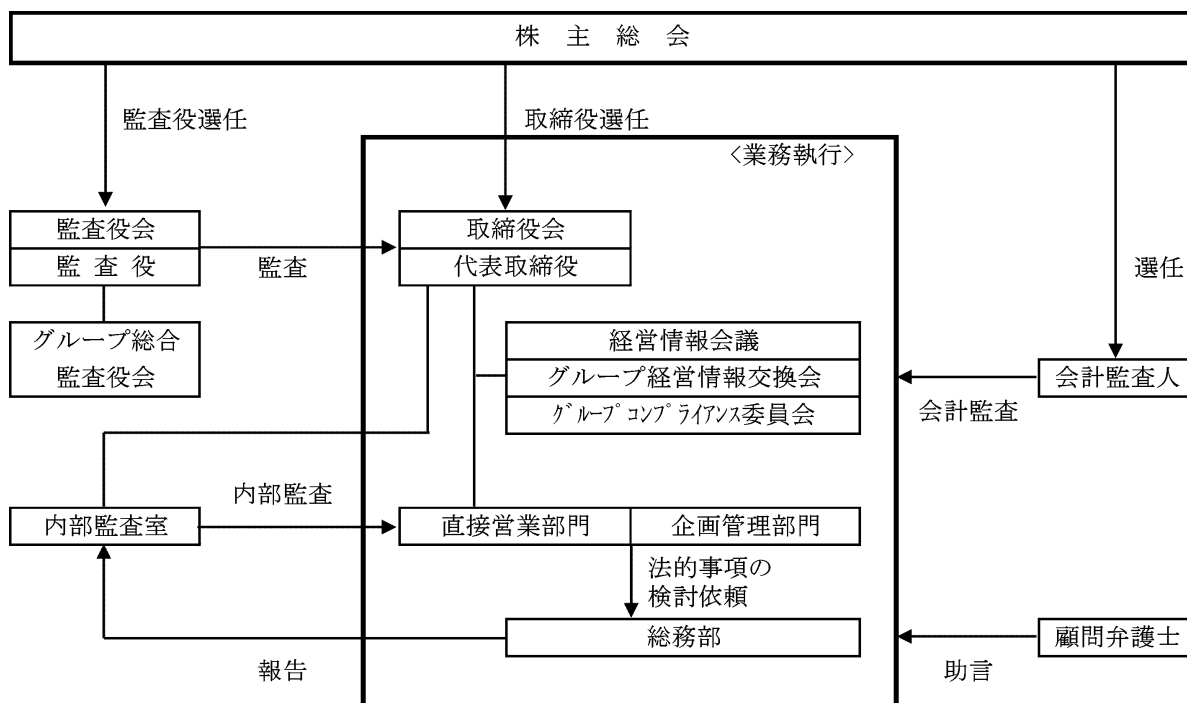 株 主 総 会
監査役選任
取締役選任
<業務執行>
監査役会
取締役会
監 査 役
監査
代表取締役
選任
グループ総合
監査役会
経営情報会議
グループ経営情報交換会
グループコンプライアンス委員会
会計監査人
会計監査
内部監査
内部監査室
直接営業部門
企画管理部門
法的事項の
検討依頼
総務部
顧問弁護士
報告
助言